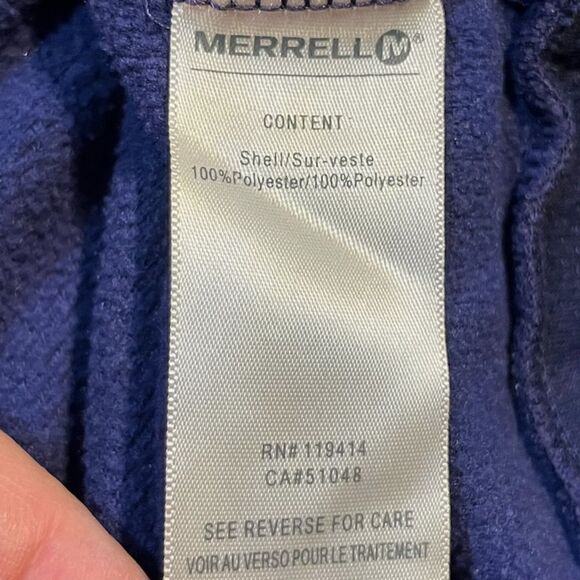 MERRELL M®
CONTENT
Shell/Sur-veste
100%Polyester/100%Polyester
RN# 119414
CA#51048
SEE REVERSE FOR CARE
VOIR AU VERSO POUR LE TRAITEMENT